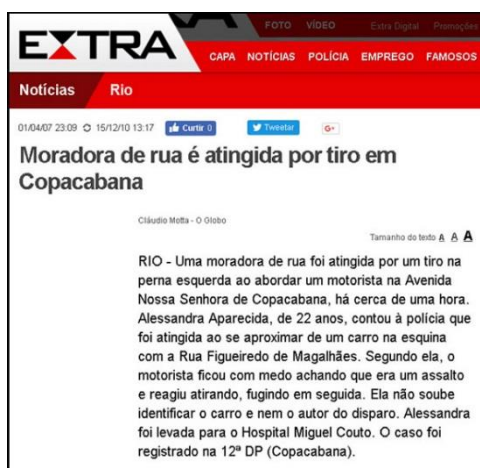 FOTO VÍDEO Extra Digital Promoções
EXTRA
CAPA NOTÍCIAS POLÍCIA EMPREGO FAMOSOS
Notícias Rio
01/04/07 23:09 15/12/10 13:17 Curtir 0 Tweetar G+
Moradora de rua é atingida por tiro em
Copacabana
Cláudio Motta - O Globo
Tamanho do texto A A A
RIO - Uma moradora de rua foi atingida por um tiro na
perna esquerda ao abordar um motorista na Avenida
Nossa Senhora de Copacabana, há cerca de uma hora.
Alessandra Aparecida, de 22 anos, contou à polícia que
foi atingida ao se aproximar de um carro na esquina
com a Rua Figueiredo de Magalhães. Segundo ela, o
motorista ficou com medo achando que era um assalto
e reagiu atirando, fugindo em seguida. Ela não soube
identificar o carro e nem o autor do disparo. Alessandra
foi levada para o Hospital Miguel Couto. O caso foi
registrado na 12ª DP (Copacabana).